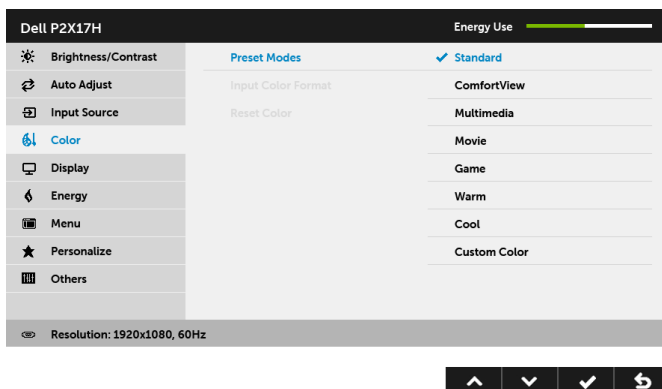 Dell P2X17H Energy Use
Brightness/Contrast Preset Modes Standard
Auto Adjust Input Color Format ComfortView
Input Source Reset Color Multimedia
Color Movie
Display Game
Energy Warm
Menu Cool
Personalize Custom Color
Others
Resolution: 1920x1080, 60Hz